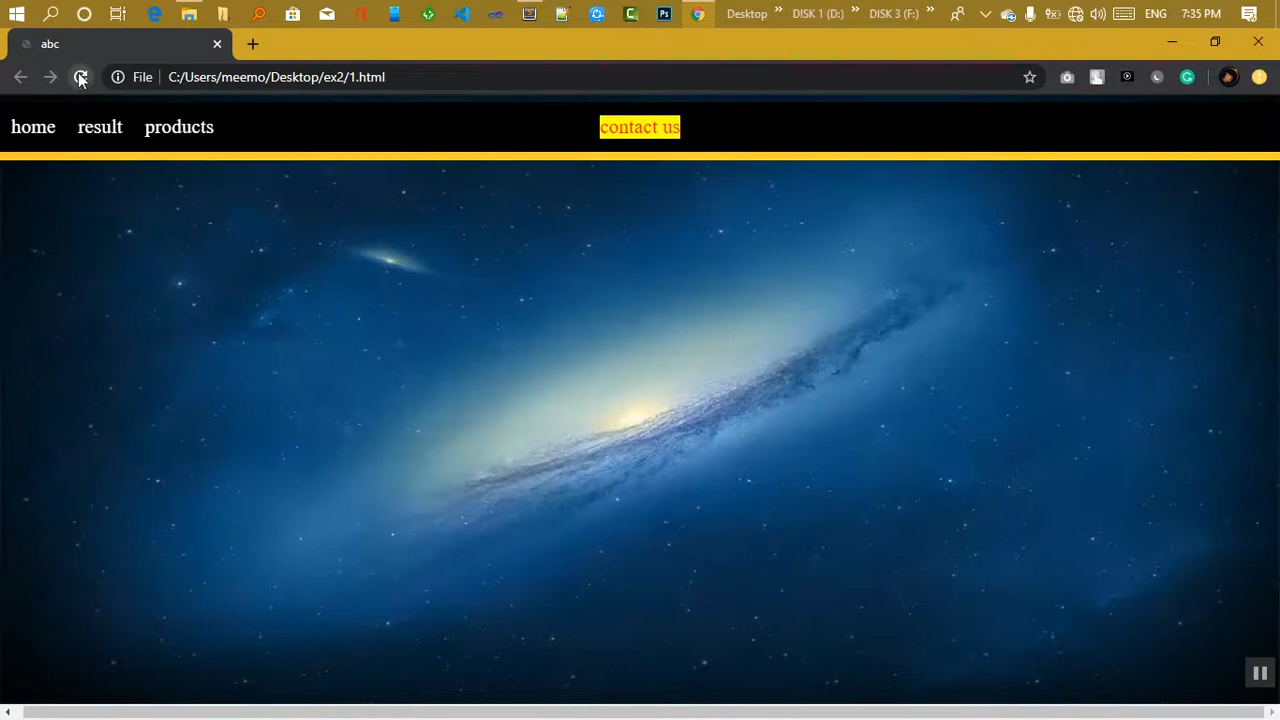 Desktop » DISK 1 (D:) » DISK 3 (F:) » ENG 7:35 PM
abc
File C:/Users/meemo/Desktop/ex2/1.html
home result products contact us